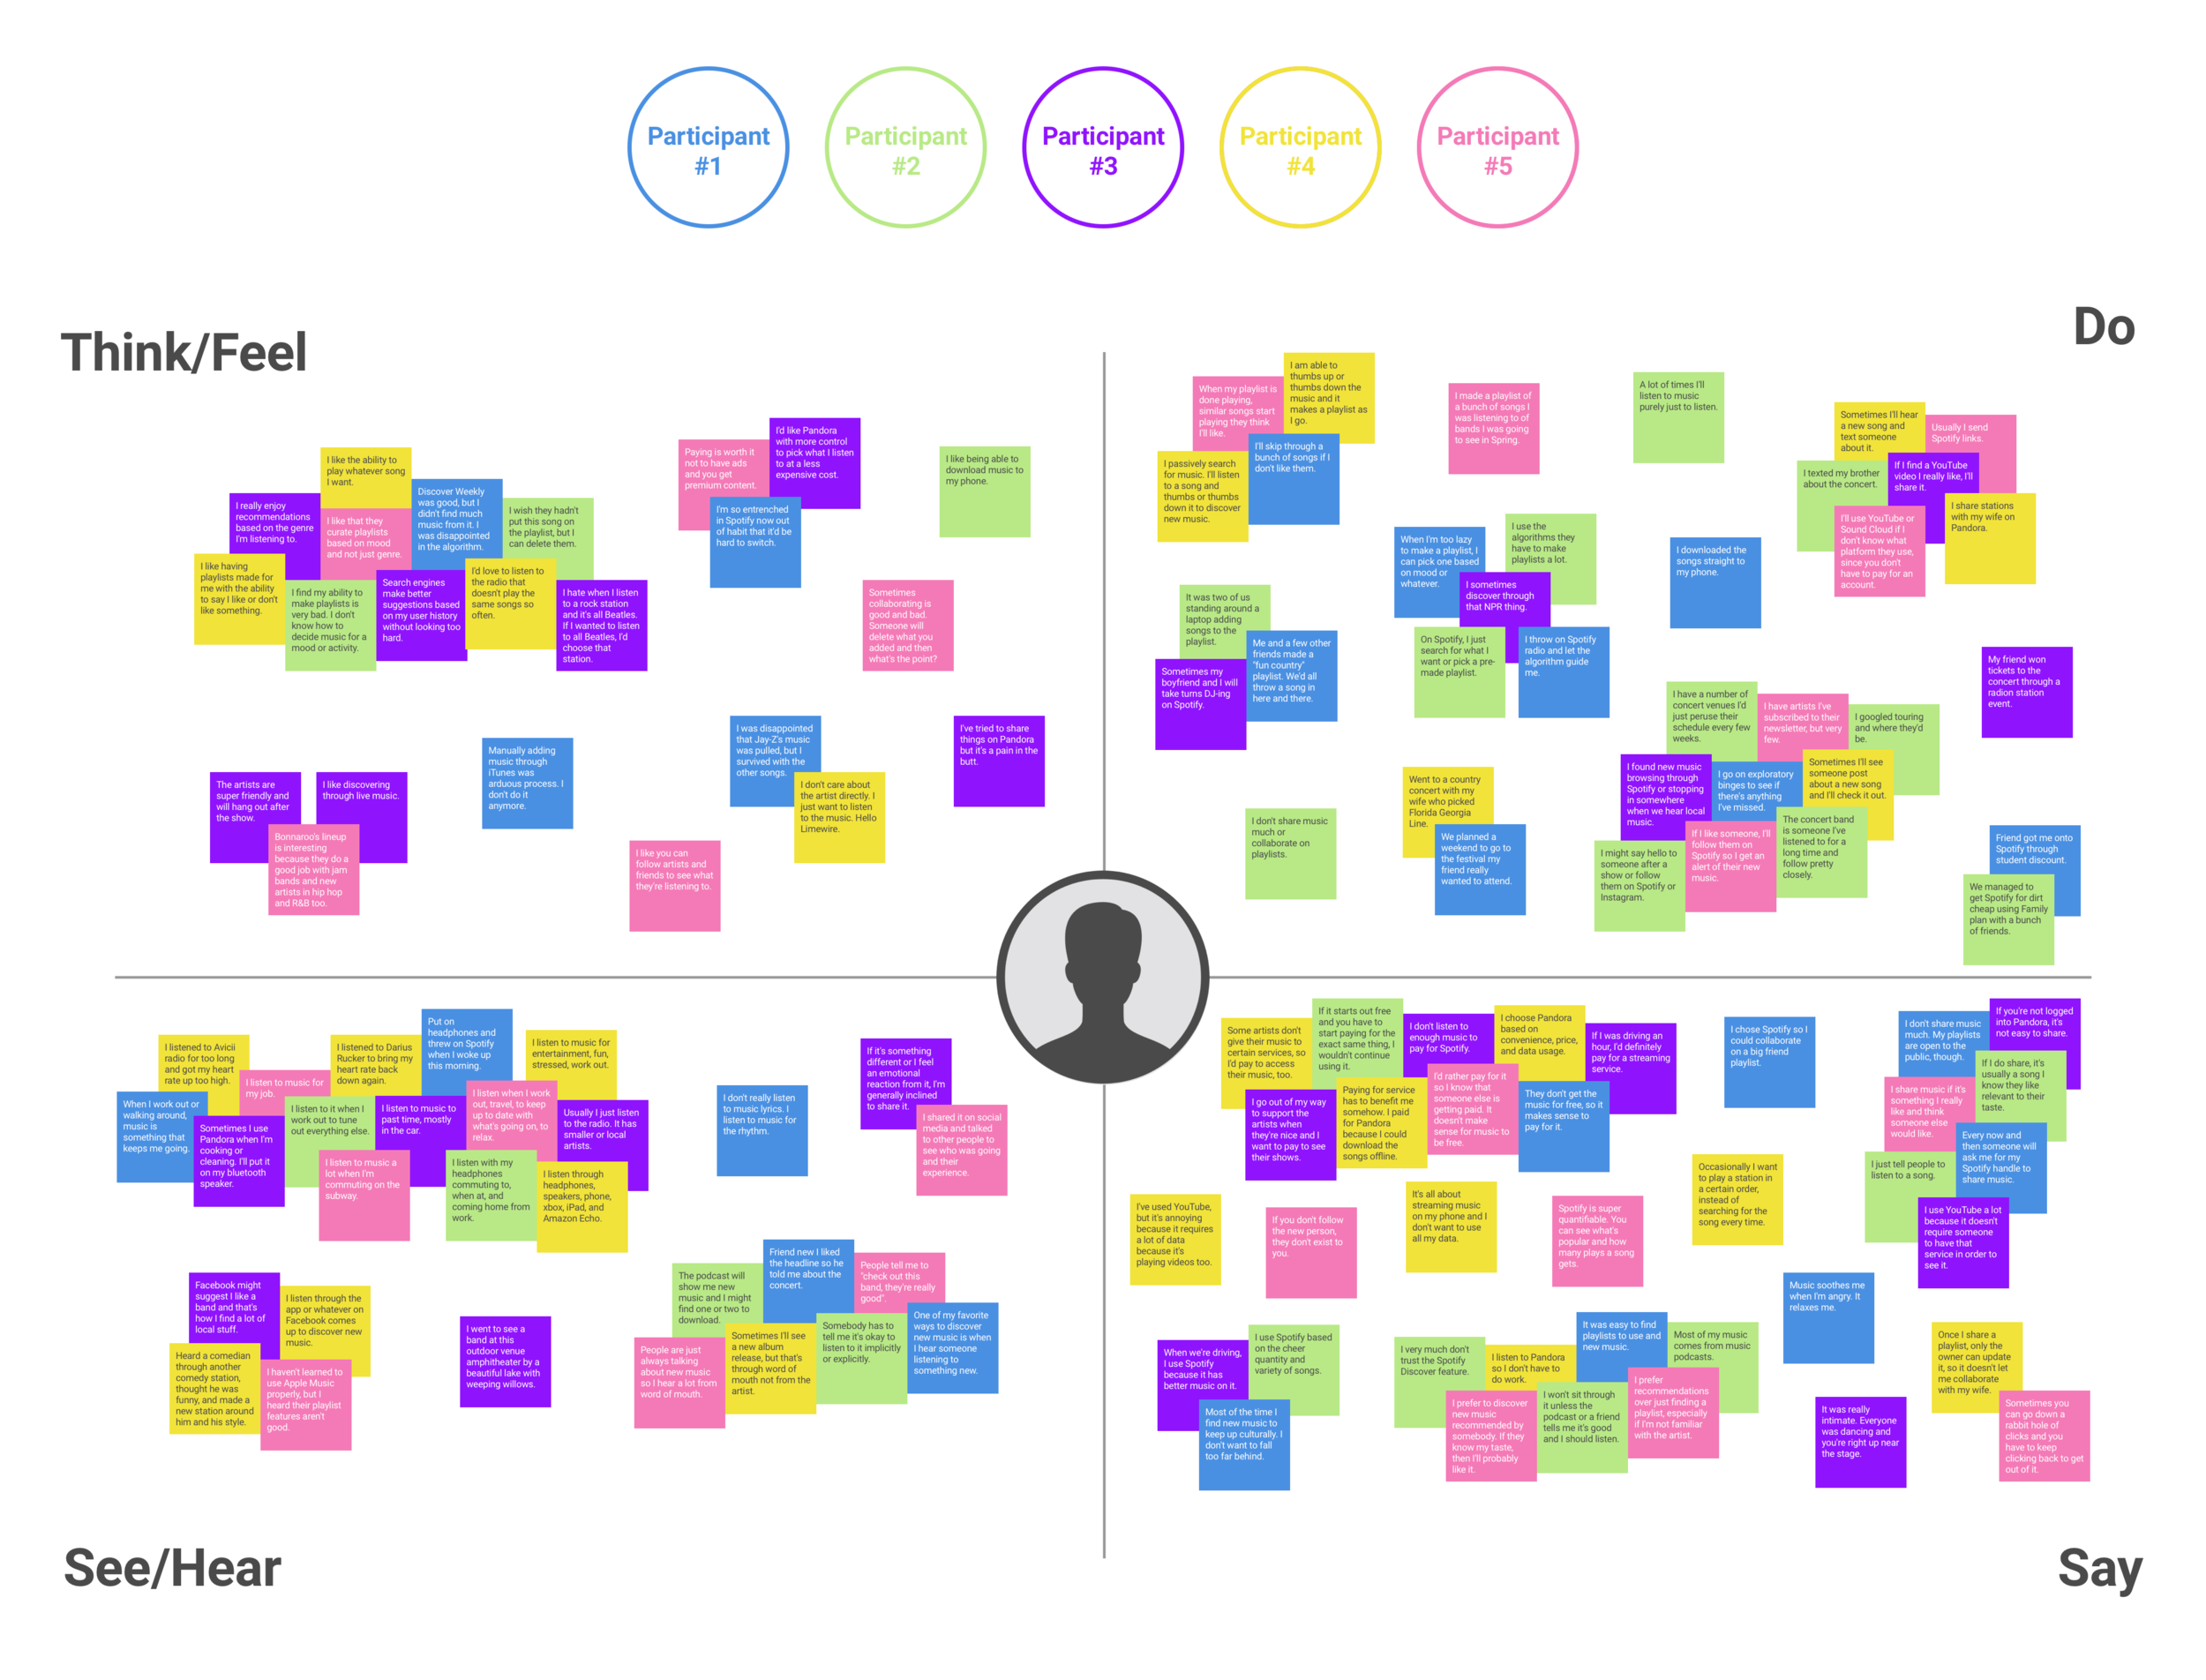 Participant
#1
Participant
#2
Participant
#3
Participant
#4
Participant
#5
Think/Feel
I like the ability to
play whatever song
I want.
I really enjoy
recommendations
based on the genre
I'm listening to.
I like that they
curate playlists
based on mood
and not just genre.
Discover Weekly
was good, but I
didn't find much
music from it. I
was disappointed
in the algorithm.
I wish they hadn't
put this song on
the playlist, but I
can delete them.
I like having
playlists made for
me with the ability
to say I like or don't
like something.
I find my ability to
make playlists is
very bad. I don't
know how to
decide music for a
mood or activity.
Search engines
make better
suggestions based
on my user history
without looking too
hard.
I'd love to listen to
the radio that
doesn't play the
same songs so
often.
I hate when I listen
to a rock station
and it's all Beatles.
If I wanted to listen
to all Beatles, I'd
choose that
station.
Paying is worth it
not to have ads
and you get
premium content.
I'd like Pandora
with more control
to pick what I listen
to at a less
expensive cost.
I'm so entrenched
in Spotify now out
of habit that it'd be
hard to switch.
I like being able to
download music to
my phone.
Sometimes
collaborating is
good and bad.
Someone will
delete what you
added and then
what's the point?
The artists are
super friendly and
will hang out after
the show.
I like discovering
through live music.
Bonnaroo's lineup
is interesting
because they do a
good job with jam
bands and new
artists in hip hop
and R&B too.
Manually adding
music through
iTunes was
arduous process. I
don't do it
anymore.
I was disappointed
that Jay-Z's music
was pulled, but I
survived with the
other songs.
I don't care about
the artist directly. I
just want to listen
to the music. Hello
Limewire.
I've tried to share
things on Pandora
but it's a pain in the
butt.
I like you can
follow artists and
friends to see what
they're listening to.
Do
When my playlist is
done playing,
similar songs start
playing they think
I'll like.
I am able to
thumbs up or
thumbs down the
music and it
makes a playlist as
I go.
I passively search
for music. I'll listen
to a song and
thumbs or thumbs
down it to discover
new music.
I'll skip through a
bunch of songs if I
don't like them.
I made a playlist of
a bunch of songs I
was listening to of
bands I was going
to see in Spring.
A lot of times I'll
listen to music
purely just to listen.
Sometimes I'll hear
a new song and
text someone
about it.
Usually I send
Spotify links.
I texted my brother
about the concert.
If I find a YouTube
video I really like, I'll
share it.
I'll use YouTube or
Sound Cloud if I
don't know what
platform they use,
since you don't
have to pay for an
account.
I share stations
with my wife on
Pandora.
When I'm too lazy
to make a playlist, I
can pick one based
on mood or
whatever.
I use the
algorithms they
have to make
playlists a lot.
I sometimes
discover through
that NPR thing.
On Spotify, I just
search for what I
want or pick a pre-
made playlist.
I throw on Spotify
radio and let the
algorithm guide
me.
I downloaded the
songs straight to
my phone.
It was two of us
standing around a
laptop adding
songs to the
playlist.
Me and a few other
friends made a
"fun country"
playlist. We'd all
throw a song in
here and there.
Sometimes my
boyfriend and I will
take turns DJ-ing
on Spotify.
My friend won
tickets to the
concert through a
radion station
event.
I have a number of
concert venues I'd
just peruse their
schedule every few
weeks.
I have artists I've
subscribed to their
newsletter, but very
few.
I googled touring
and where they'd
be.
I found new music
browsing through
Spotify or stopping
in somewhere
when we hear local
music.
I go on exploratory
binges to see if
there's anything
I've missed.
Sometimes I'll see
someone post
about a new song
and I'll check it out.
I might say hello to
someone after a
show or follow
them on Spotify or
Instagram.
If I like someone, I'll
follow them on
Spotify so I get an
alert of their new
music.
The concert band
is someone I've
listened to for a
long time and
follow pretty
closely.
Went to a country
concert with my
wife who picked
Florida Georgia
Line.
We planned a
weekend to go to
the festival my
friend really
wanted to attend.
I don't share music
much or
collaborate on
playlists.
Friend got me onto
Spotify through
student discount.
We managed to
get Spotify for dirt
cheap using Family
plan with a bunch
of friends.
I listened to Avicii
radio for too long
and got my heart
rate up too high.
I listen to music for
my job.
I listened to Darius
Rucker to bring my
heart rate back
down again.
Put on
headphones and
threw on Spotify
when I woke up
this morning.
I listen to music for
entertainment, fun,
stressed, work out.
When I work out or
walking around,
music is
something that
keeps me going.
Sometimes I use
Pandora when I'm
cooking or
cleaning. I'll put it
on my bluetooth
speaker.
I listen to it when I
work out to tune
out everything else.
I listen to music to
past time, mostly
in the car.
I listen when I work
out, travel, to keep
up to date with
what's going on, to
relax.
Usually I just listen
to the radio. It has
smaller or local
artists.
I listen to music a
lot when I'm
commuting on the
subway.
I listen with my
headphones
commuting to,
when at, and
coming home from
work.
I listen through
headphones,
speakers, phone,
xbox, iPad, and
Amazon Echo.
I don't really listen
to music lyrics. I
listen to music for
the rhythm.
If it's something
different or I feel
an emotional
reaction from it, I'm
generally inclined
to share it.
I shared it on social
media and talked
to other people to
see who was going
and their
experience.
Facebook might
suggest I like a
band and that's
how I find a lot of
local stuff.
I listen through the
app or whatever on
Facebook comes
up to discover new
music.
Heard a comedian
through another
comedy station,
thought he was
funny, and made a
new station around
him and his style.
I haven't learned to
use Apple Music
properly, but I
heard their playlist
features aren't
good.
I went to see a
band at this
outdoor venue
amphitheater by a
beautiful lake with
weeping willows.
The podcast will
show me new
music and I might
find one or two to
download.
Friend new I liked
the headline so he
told me about the
concert.
People tell me to
"check out this
band, they're really
good".
People are just
always talking
about new music
so I hear a lot from
word of mouth.
Sometimes I'll see
a new album
release, but that's
through word of
mouth not from the
artist.
Somebody has to
tell me it's okay to
listen to it implicitly
or explicitly.
One of my favorite
ways to discover
new music is when
I hear someone
listening to
something new.
See/Hear
Some artists don't
give their music to
certain services, so
I'd pay to access
their music, too.
If it starts out free
and you have to
start paying for the
exact same thing, I
wouldn't continue
using it.
I don't listen to
enough music to
pay for Spotify.
I choose Pandora
based on
convenience, price,
and data usage.
If I was driving an
hour, I'd definitely
pay for a streaming
service.
I go out of my way
to support the
artists when
they're nice and I
want to pay to see
their shows.
Paying for service
has to benefit me
somehow. I paid
for Pandora
because I could
download the
songs offline.
I'd rather pay for it
so I know that
someone else is
getting paid. It
doesn't make
sense for music to
be free.
They don't get the
music for free, so it
makes sense to
pay for it.
I chose Spotify so I
could collaborate
on a big friend
playlist.
I don't share music
much. My playlists
are open to the
public, though.
If you're not logged
into Pandora, it's
not easy to share.
If I do share, it's
usually a song I
know they like
relevant to their
taste.
I share music if it's
something I really
like and think
someone else
would like.
Every now and
then someone will
ask me for my
Spotify handle to
share music.
I just tell people to
listen to a song.
I use YouTube a lot
because it doesn't
require someone
to have that
service in order to
see it.
I've used YouTube,
but it's annoying
because it requires
a lot of data
because it's
playing videos too.
If you don't follow
the new person,
they don't exist to
you.
It's all about
streaming music
on my phone and I
don't want to use
all my data.
Spotify is super
quantifiable. You
can see what's
popular and how
many plays a song
gets.
Occasionally I want
to play a station in
a certain order,
instead of
searching for the
song every time.
Music soothes me
when I'm angry. It
relaxes me.
When we're driving,
I use Spotify
because it has
better music on it.
I use Spotify based
on the cheer
quantity and
variety of songs.
Most of the time I
find new music to
keep up culturally. I
don't want to fall
too far behind.
I very much don't
trust the Spotify
Discover feature.
I listen to Pandora
so I don't have to
do work.
It was easy to find
playlists to use and
new music.
Most of my music
comes from music
podcasts.
I prefer to discover
new music
recommended by
somebody. If they
know my taste,
then I'll probably
like it.
I won't sit through
it unless the
podcast or a friend
tells me it's good
and I should listen.
I prefer
recommendations
over just finding a
playlist, especially
if I'm not familiar
with the artist.
It was really
intimate. Everyone
was dancing and
you're right up near
the stage.
Once I share a
playlist, only the
owner can update
it, so it doesn't let
me collaborate
with my wife.
Sometimes you
can go down a
rabbit hole of
clicks and you
have to keep
clicking back to get
out of it.
Say